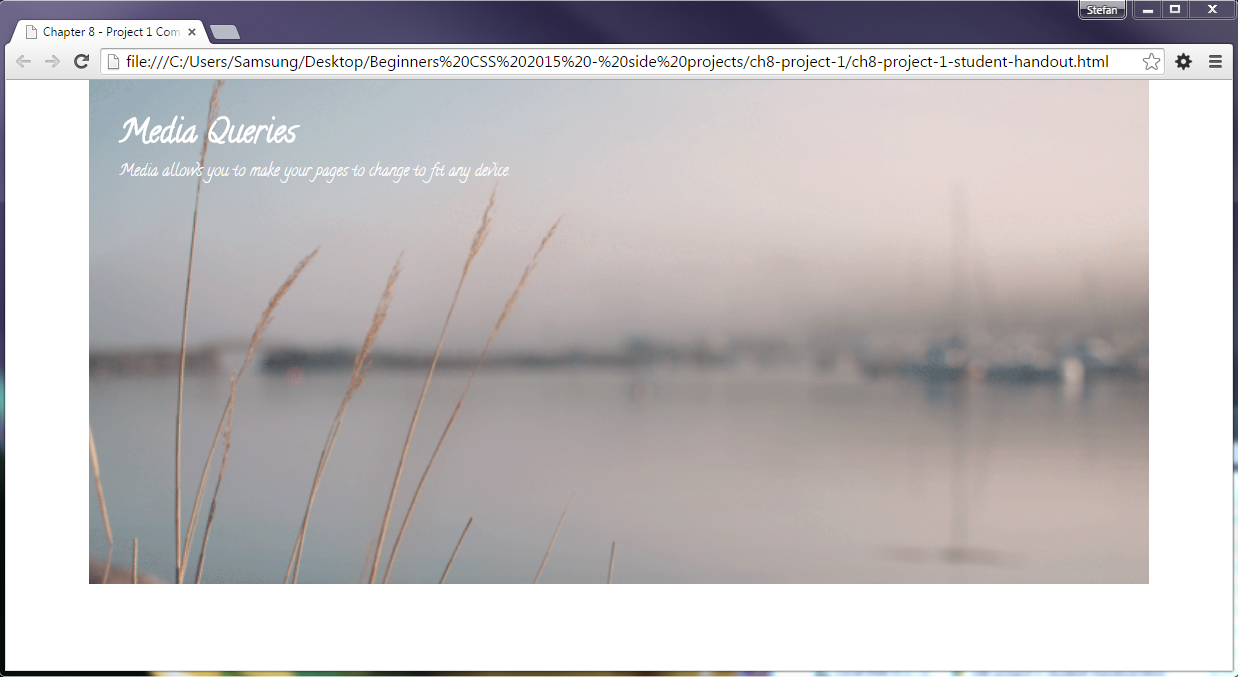 Stefan
Chapter 8 - Project 1 Com
file:///C:/Users/Samsung/Desktop/Beginners%20CSS%202015%20-%20side%20projects/ch8-project-1/ch8-project-1-student-handout.html
Media Queries
Media allows you to make your pages to change to fit any device